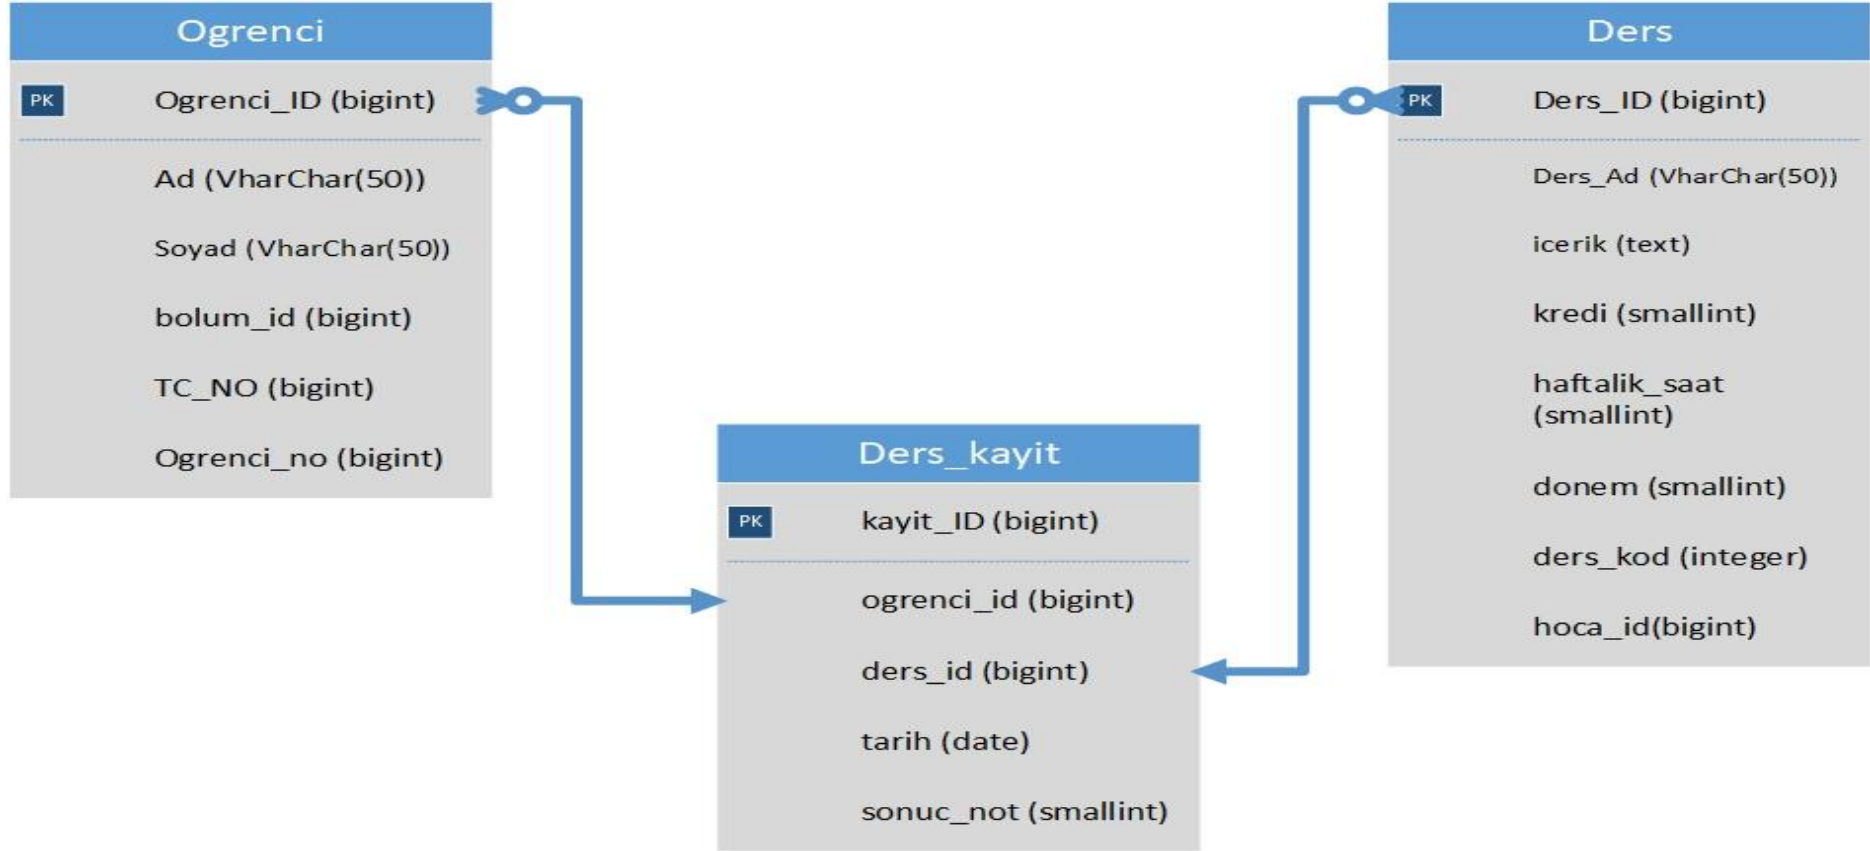 Ogrenci
PK
Ogrenci_ID (bigint)
Ad (VharChar(50))
Soyad (VharChar(50))
bolum_id (bigint)
TC_NO (bigint)
Ogrenci_no (bigint)
Ders_kayit
PK
kayit_ID (bigint)
ogrenci_id (bigint)
ders_id (bigint)
tarih (date)
sonuc_not (smallint)
Ders
PK
Ders_ID (bigint)
Ders_Ad (VharChar(50))
icerik (text)
kredi (smallint)
haftalik_saat
(smallint)
donem (smallint)
ders_kod (integer)
hoca_id(bigint)